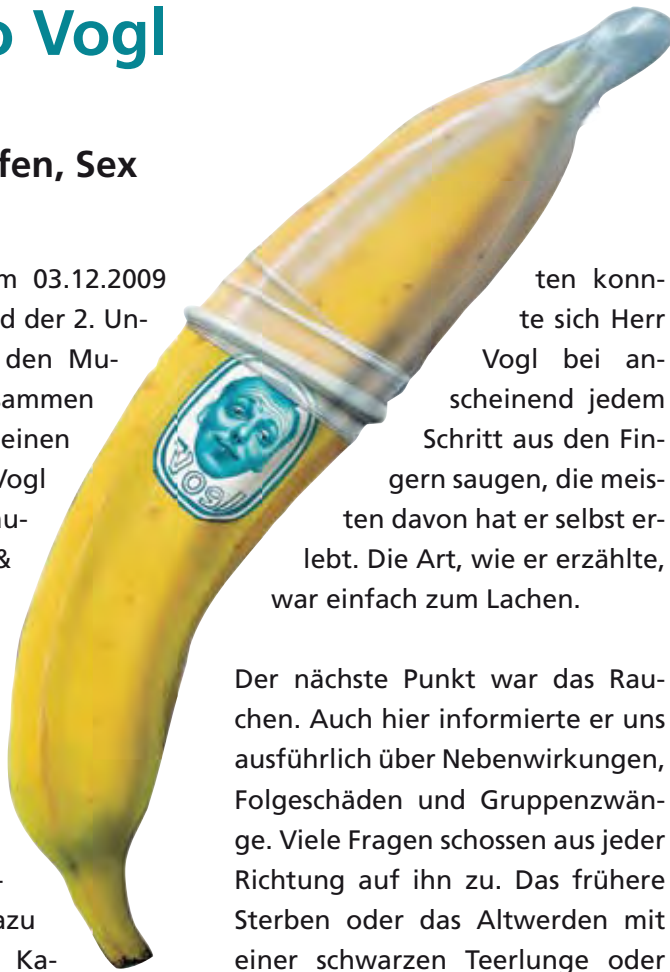 o Vogl
fen, Sex
m 03.12.2009
d der 2. Un-
den Mu-
sammen
einen
Vogl
au-
&
-
azu
Ka-
vogl
ten konn-
te sich Herr
Vogl bei an-
scheinend jedem
Schritt aus den Fin-
gern saugen, die meis-
ten davon hat er selbst er-
lebt. Die Art, wie er erzählte,
war einfach zum Lachen.
Der nächste Punkt war das Rau-
chen. Auch hier informierte er uns
ausführlich über Nebenwirkungen,
Folgeschäden und Gruppenzwän-
ge. Viele Fragen schossen aus jeder
Richtung auf ihn zu. Das frühere
Sterben oder das Altwerden mit
einer schwarzen Teerlunge oder